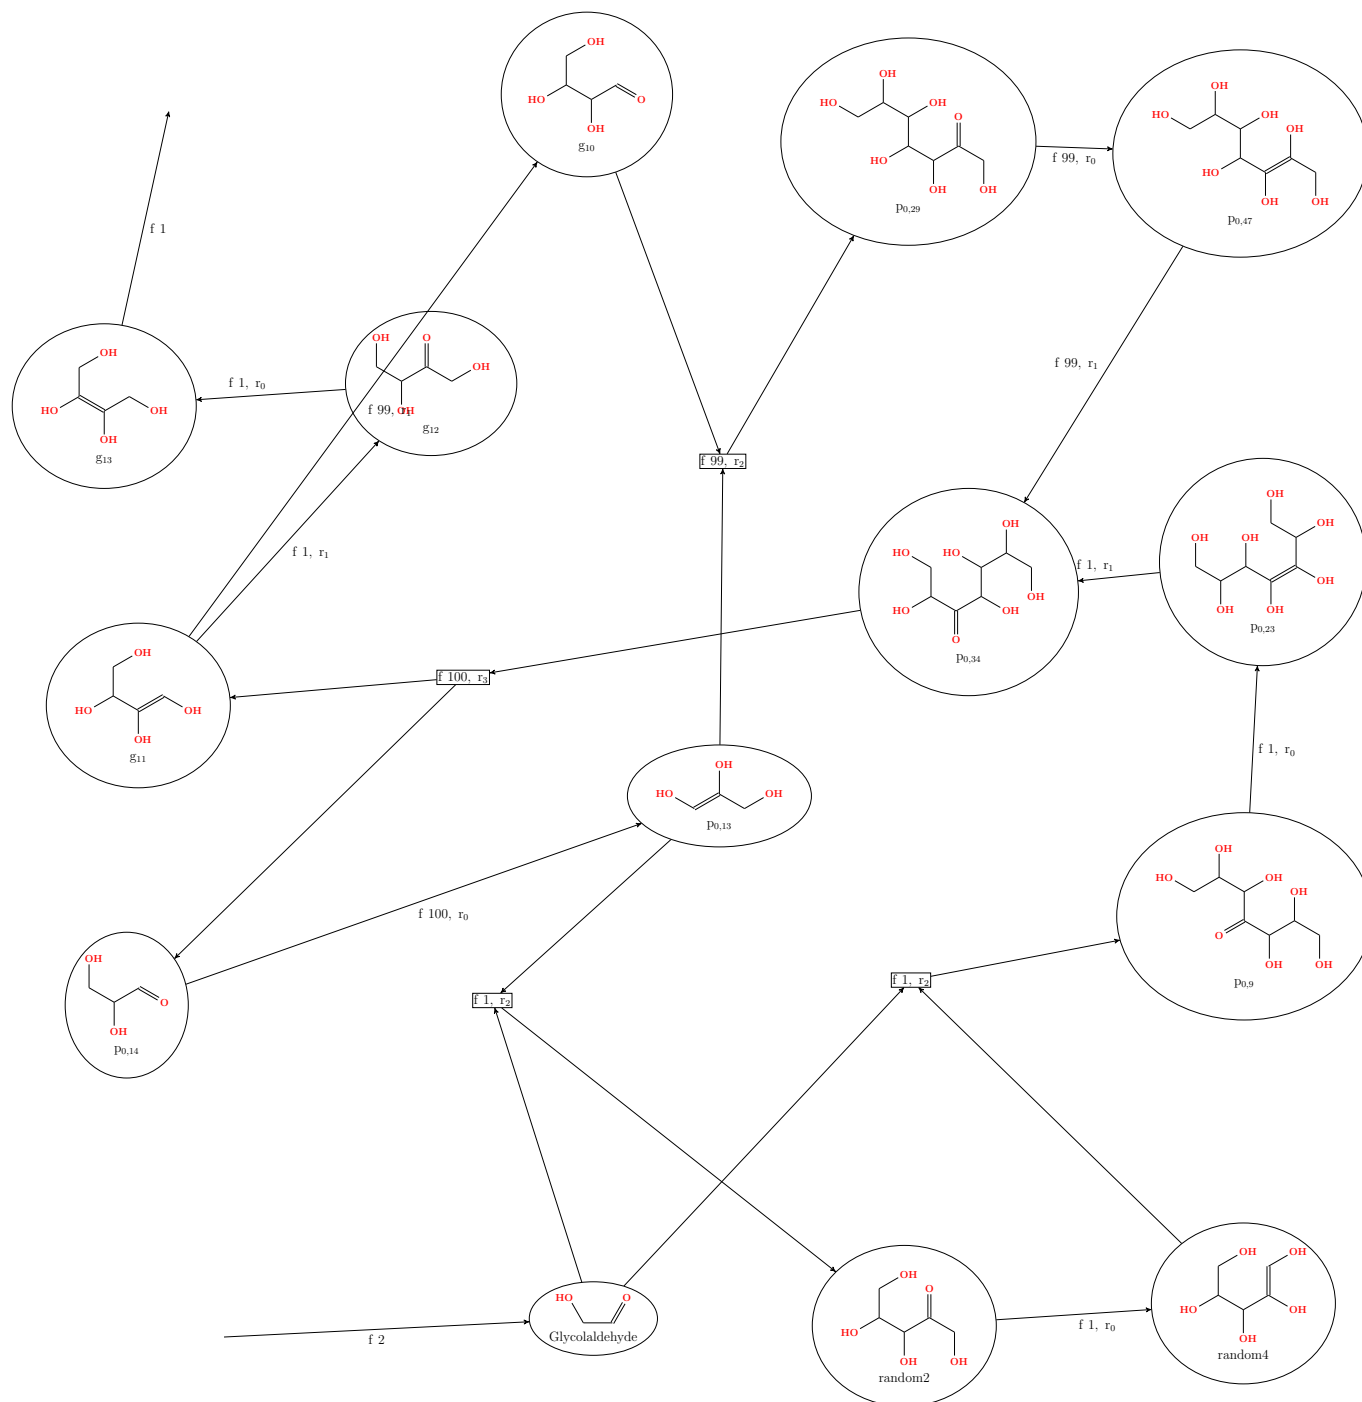 OH
HO
O
OH
g10
OH
HO
OH
O
HO
OH
OH
p0,29
f 99, r0
OH
HO
OH
OH
HO
OH
OH
p0,47
f 1
OH
HO
OH
OH
g13
f 1, r0
OH
O
OH
OH
g12
f 99, r1
f 99, r1
f 99, r2
f 1, r1
OH
HO
OH
HO
HO
OH
OH
O
p0,34
f 1, r1
OH
OH
OH
OH
OH
OH
OH
p0,23
OH
HO
OH
OH
g11
f 100, r3
f 1, r0
OH
HO
OH
p0,13
OH
HO
OH
OH
O
OH
OH
p0,9
f 100, r0
OH
O
OH
p0,14
f 1, r2
f 1, r2
HO
O
Glycolaldehyde
f 2
OH
O
HO
OH
OH
random2
f 1, r0
OH
OH
HO
OH
OH
random4